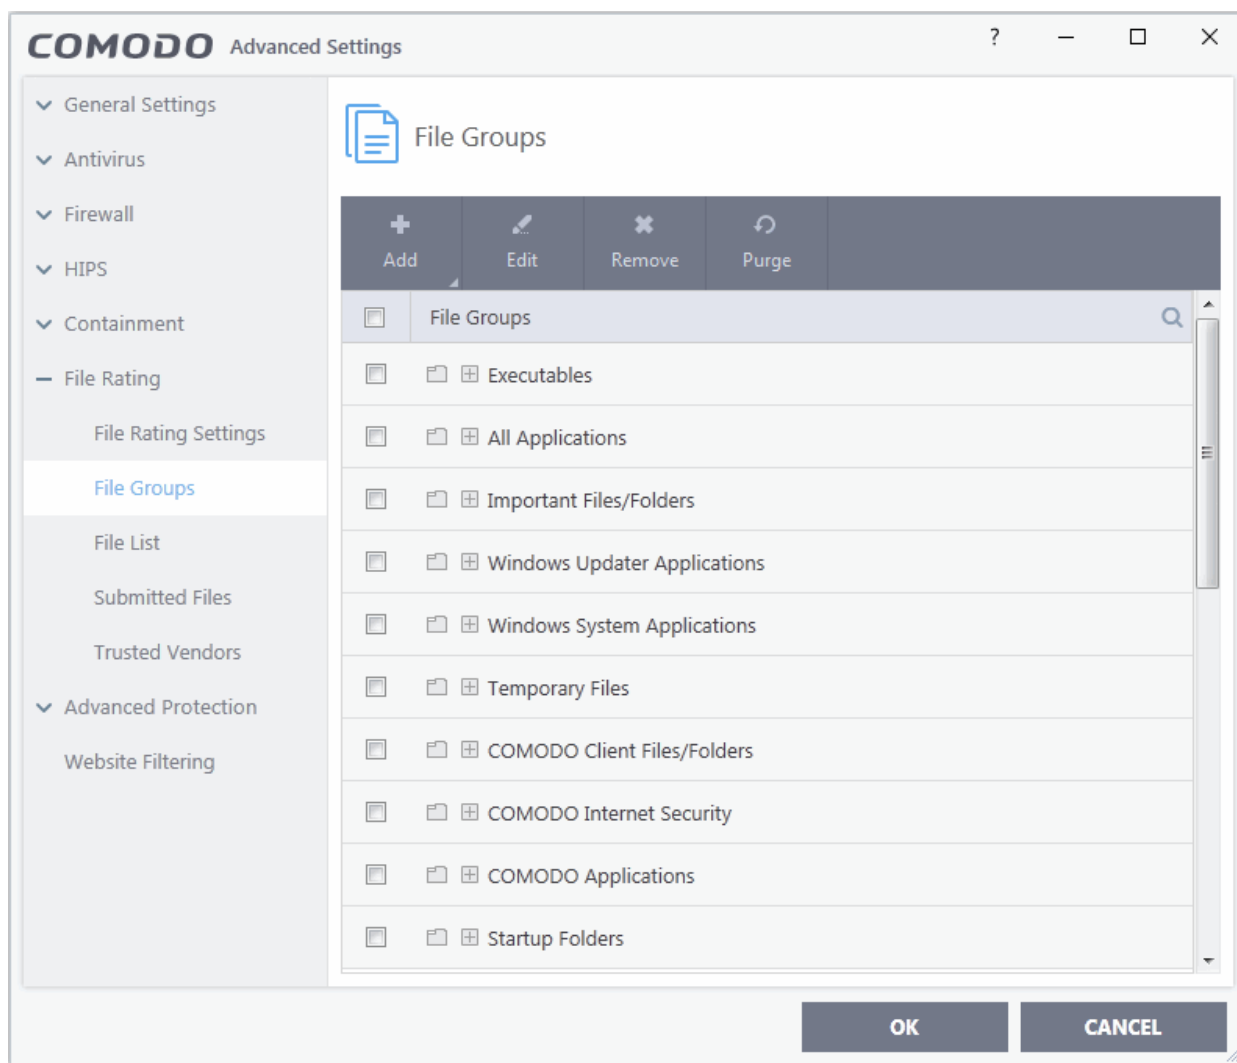 COMODO Advanced Settings
?
General Settings
Antivirus
Firewall
HIPS
Containment
File Rating
File Rating Settings
File Groups
File List
Submitted Files
Trusted Vendors
Advanced Protection
Website Filtering
File Groups
Add Edit Remove Purge
File Groups
Executables
All Applications
Important Files/Folders
Windows Updater Applications
Windows System Applications
Temporary Files
COMODO Client Files/Folders
COMODO Internet Security
COMODO Applications
Startup Folders
OK CANCEL